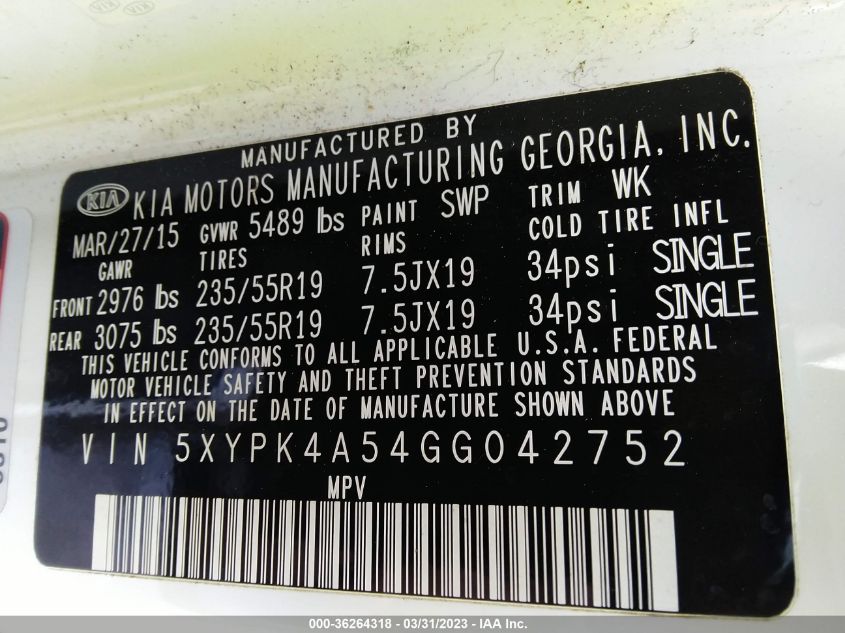 MANUFACTURED BY
KIA KIA MOTORS MANUFACTURING GEORGIA, INC.
MAR/27/15 GVWR 5489 lbs PAINT SWP TRIM WK
GAWR TIRES RIMS COLD TIRE INFL
FRONT 2976 lbs 235/55R19 7.5JX19 34psi SINGLE
REAR 3075 lbs 235/55R19 7.5JX19 34psi SINGLE
THIS VEHICLE CONFORMS TO ALL APPLICABLE U.S.A. FEDERAL
MOTOR VEHICLE SAFETY AND THEFT PREVENTION STANDARDS
IN EFFECT ON THE DATE OF MANUFACTURE SHOWN ABOVE
VIN 5XYPK4A54GG042752
MPV
000-36264318 - 03/31/2023 - IAA Inc.